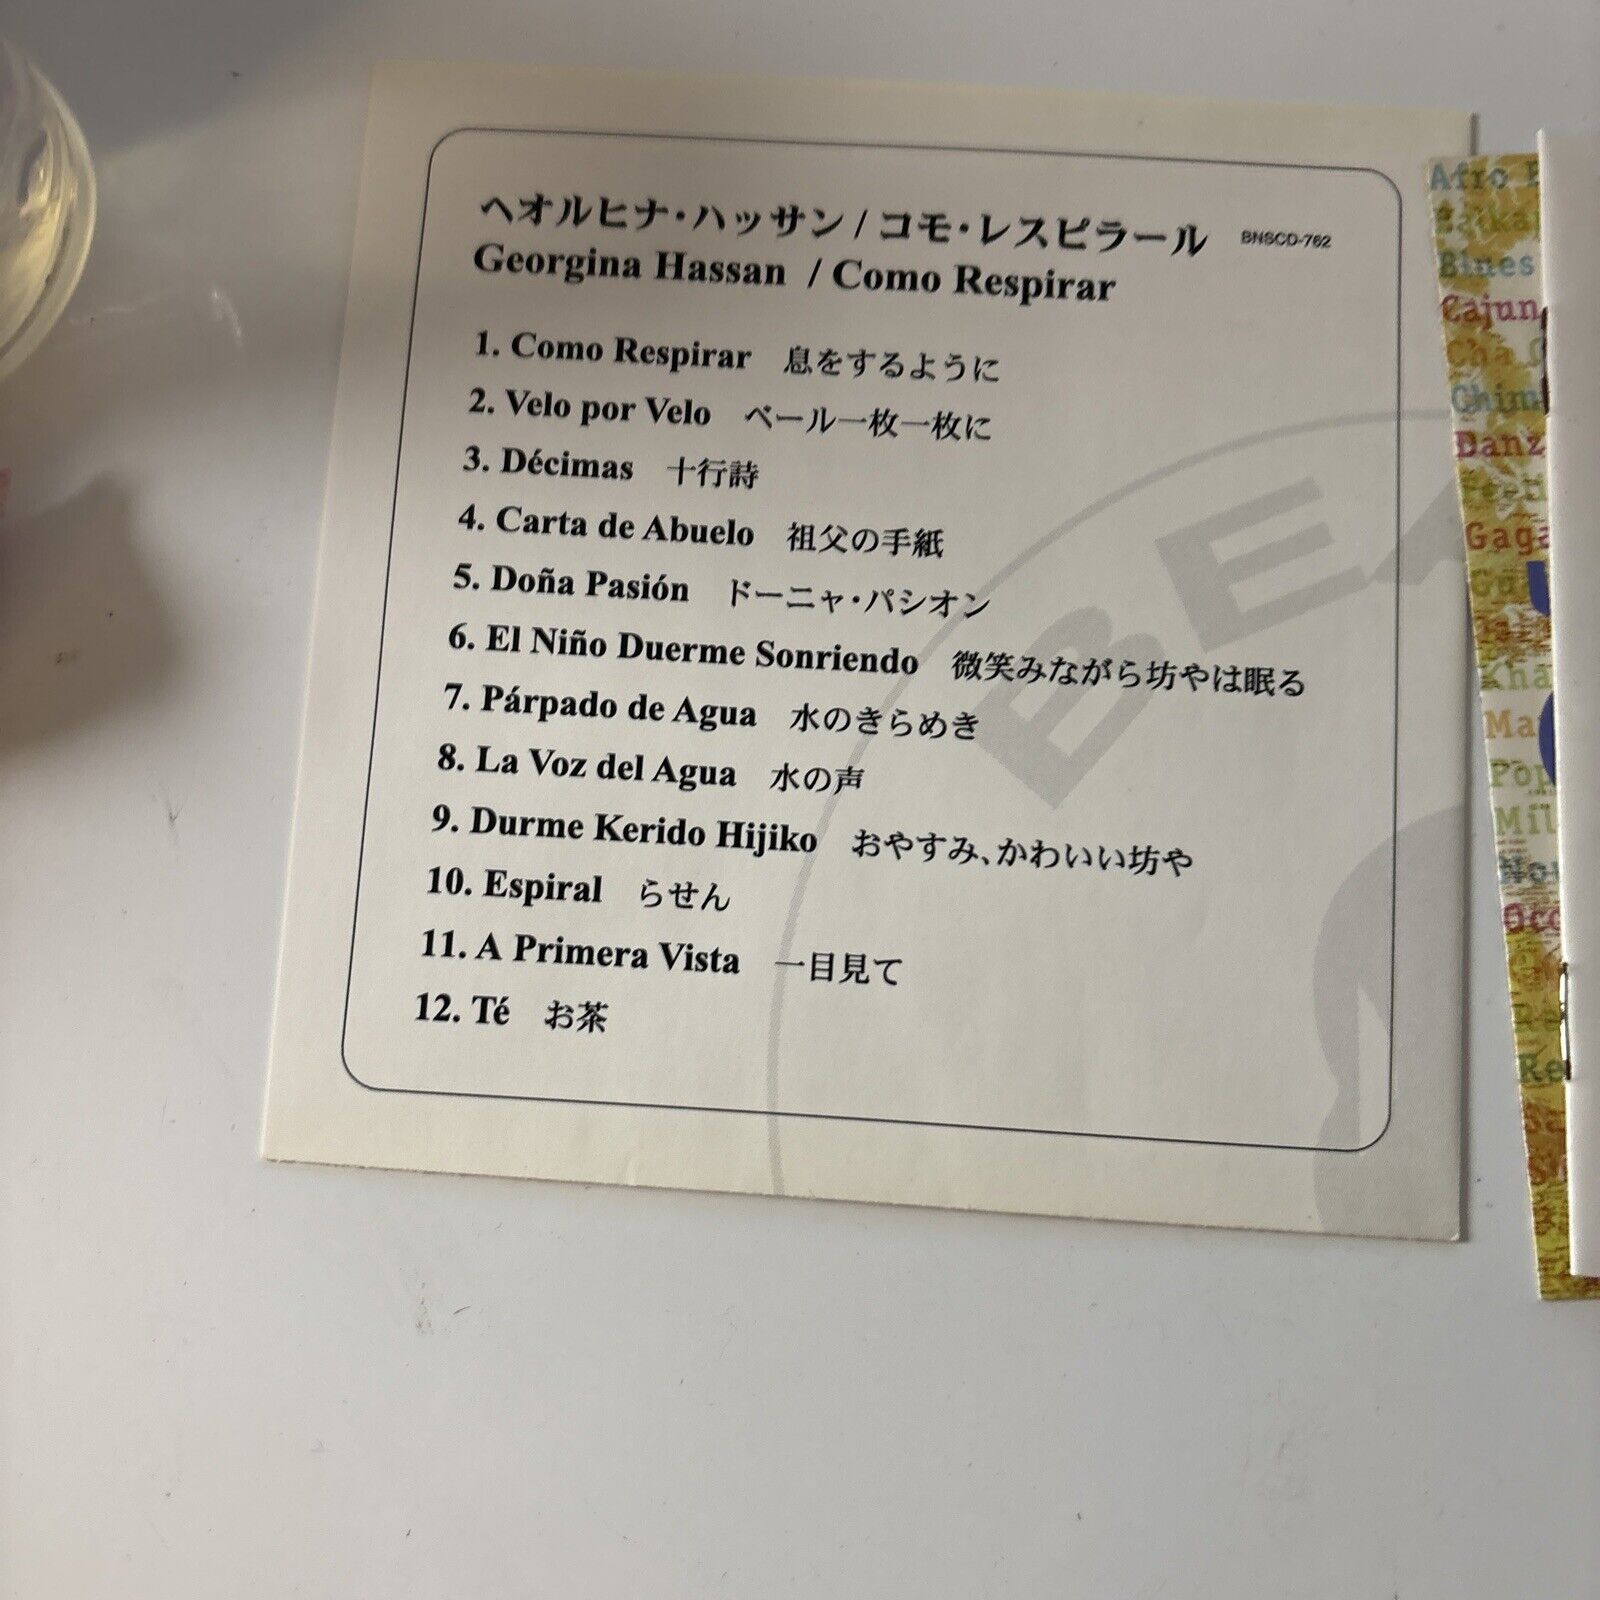 ヘオルヒナ・ハッサン / コモ・レスピラール BNSCD-762
Georgina Hassan / Como Respirar
1. Como Respirar 息をするように
2. Velo por Velo ベール一枚一枚に
3. Décimas 十行詩
4. Carta de Abuelo 祖父の手紙
5. Doña Pasión ドーニャ・パシオン
6. El Niño Duerme Sonriendo 微笑みながら坊やは眠る
7. Párpado de Agua 水のきらめき
8. La Voz del Agua 水の声
9. Durme Kerido Hijiko おやすみ、かわいい坊や
10. Espiral らせん
11. A Primera Vista 一目見て
12. Té お茶
Afro
Blues
Cajun
Cha